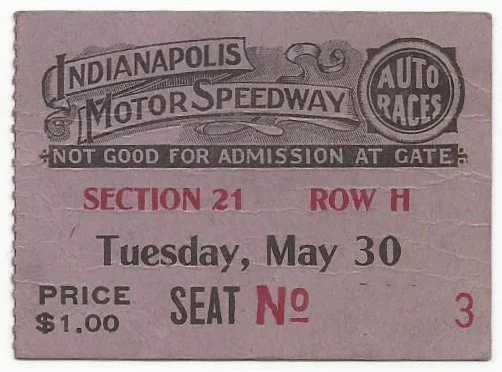 INDIANAPOLIS
MOTOR SPEEDWAY
AUTO
RACES
NOT GOOD FOR ADMISSION AT GATE
SECTION 21 ROW H
Tuesday, May 30
PRICE
$1.00
SEAT No 3